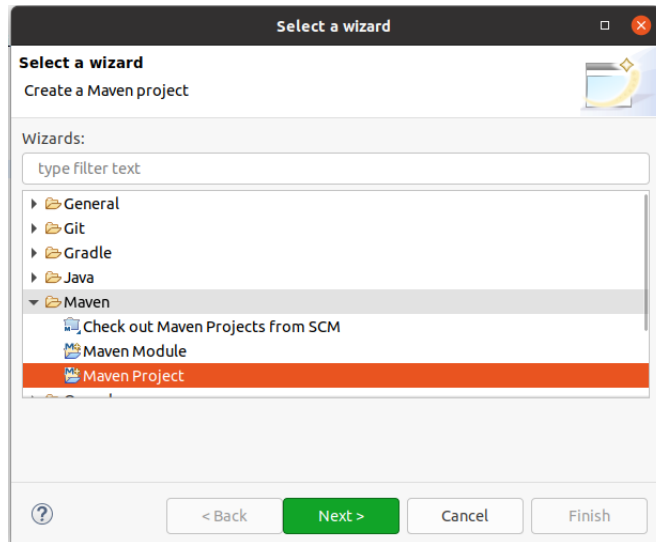 Select a wizard
Select a wizard
Create a Maven project
Wizards:
type filter text
General
Git
Gradle
Java
Maven
Check out Maven Projects from SCM
Maven Module
Maven Project
< Back Next > Cancel Finish